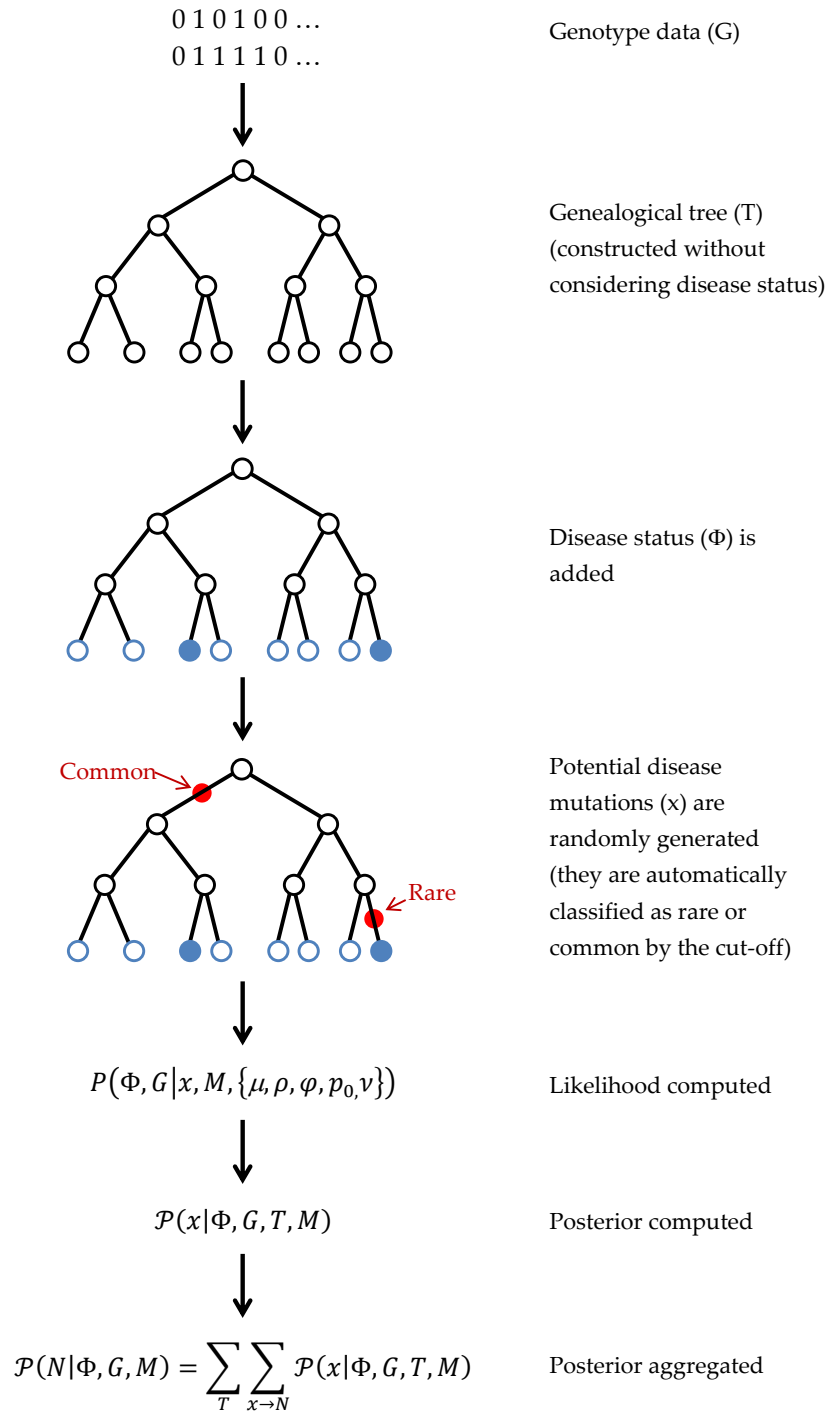 0 1 0 1 0 0 …
0 1 1 1 1 0 …
Genotype data (G)
Genealogical tree (T)
(constructed without
considering disease status)
Disease status (Φ) is
added
Common
Rare
Potential disease
mutations (x) are
randomly generated
(they are automatically
classified as rare or
common by the cut-off)
P(Φ, G|x, M, {μ, ρ, φ, p₀, ν})
Likelihood computed
𝒫(x|Φ, G, T, M)
Posterior computed
𝒫(N|Φ, G, M) = ∑_T ∑_{x→N} 𝒫(x|Φ, G, T, M)
Posterior aggregated